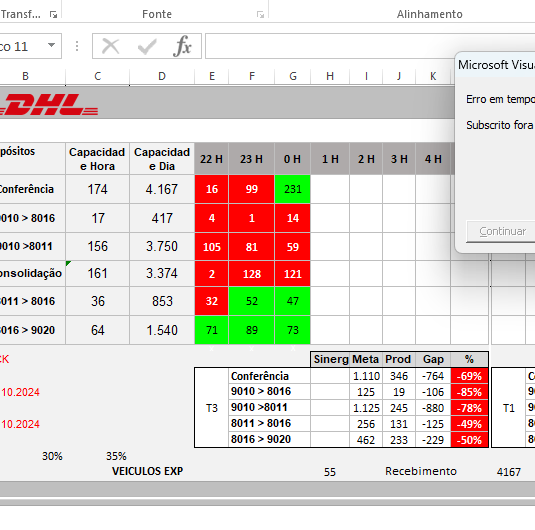 Transf...
Fonte
Alinhamento
co 11
fx
B C D E F G H I J K
DHL
Microsoft Visua
Erro em tempo
Subscrito fora
Continuar
pósitos Capacidad e Hora Capacidad e Dia 22 H 23 H 0 H 1 H 2 H 3 H 4 H
Conferência 174 4.167 16 99 231
9010 > 8016 17 417 4 1 14
9010 >8011 156 3.750 105 81 59
onsolidação 161 3.374 2 128 121
8011 > 8016 36 853 32 52 47
8016 > 9020 64 1.540 71 89 73
CK
Sinerg Meta Prod Gap %
Conferência 1.110 346 -764 -69% C
10.2024 9010 > 8016 125 19 -106 -85% 9
T3 9010 >8011 1.125 245 -880 -78% T1 9
10.2024 8011 > 8016 256 131 -125 -49% 8
8016 > 9020 462 233 -229 -50% 8
30% 35%
VEICULOS EXP 55 Recebimento 4167